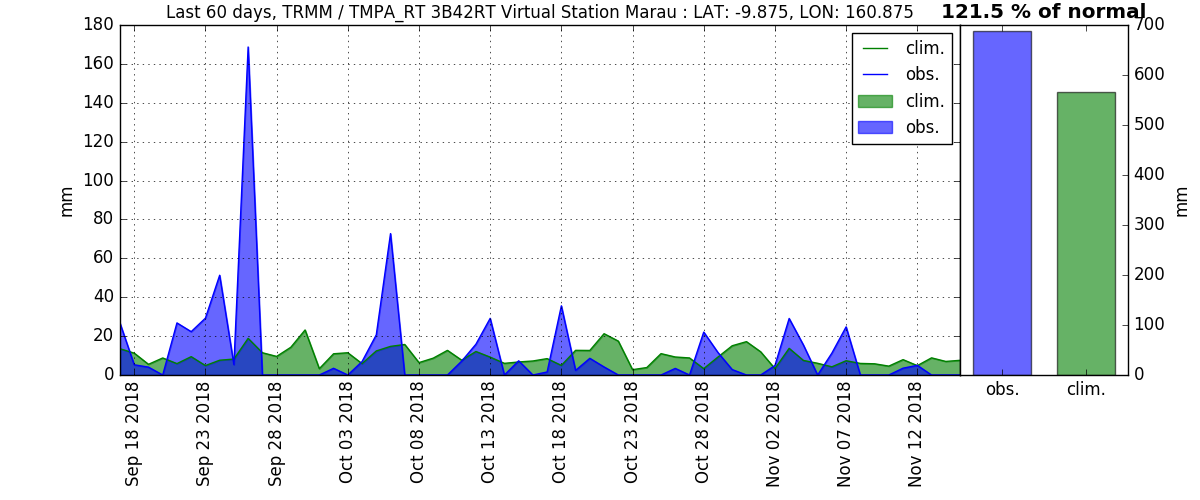 Last 60 days, TRMM / TMPA_RT 3B42RT Virtual Station Marau : LAT: -9.875, LON: 160.875
121.5 % of normal
180
160
140
120
100
80
60
40
20
0
mm
clim.
obs.
clim.
obs.
Sep 18 2018
Sep 23 2018
Sep 28 2018
Oct 03 2018
Oct 08 2018
Oct 13 2018
Oct 18 2018
Oct 23 2018
Oct 28 2018
Nov 02 2018
Nov 07 2018
Nov 12 2018
700
600
500
400
300
200
100
0
mm
obs.
clim.